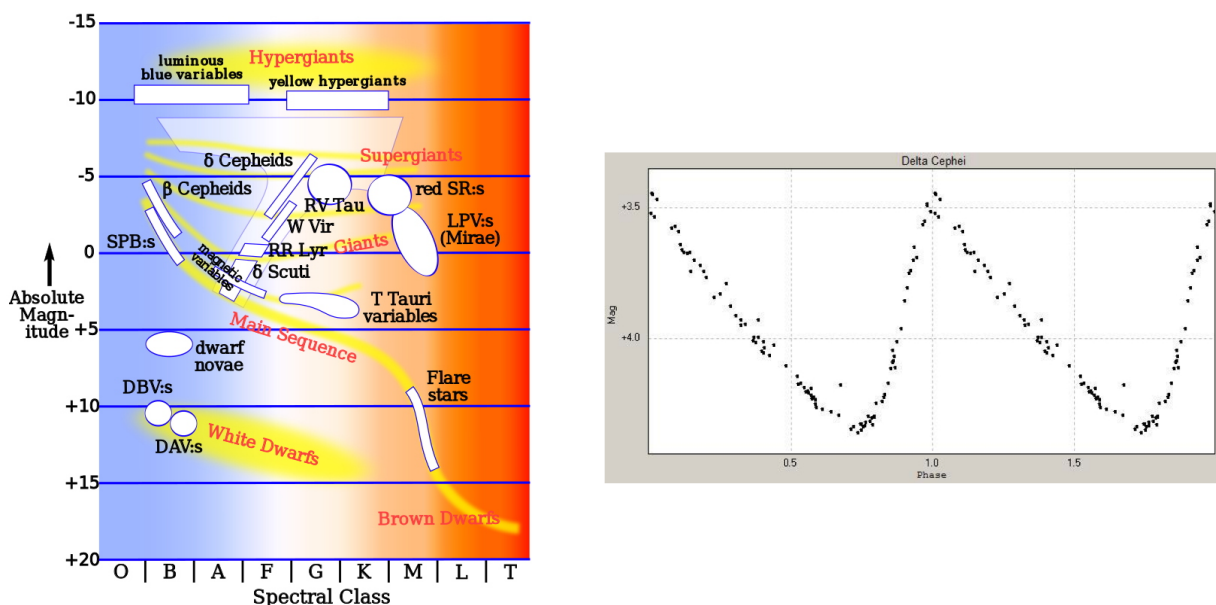 -15
Hypergiants
luminous
blue variables
yellow hypergiants
-10
δ Cepheids
Supergiants
-5
β Cepheids
red SR:s
RV Tau
W Vir
LPV:s
(Mirae)
SPB:s
RR Lyr
Giants
0
magnetic
variables
δ Scuti
Absolute
Magn-
itude
T Tauri
variables
+5
Main Sequence
dwarf
novae
DBV:s
Flare
stars
+10
White Dwarfs
DAV:s
+15
Brown Dwarfs
+20
O B A F G K M L T
Spectral Class
Delta Cephei
+3.5
Mag
+4.0
0.5 1.0 1.5
Phase